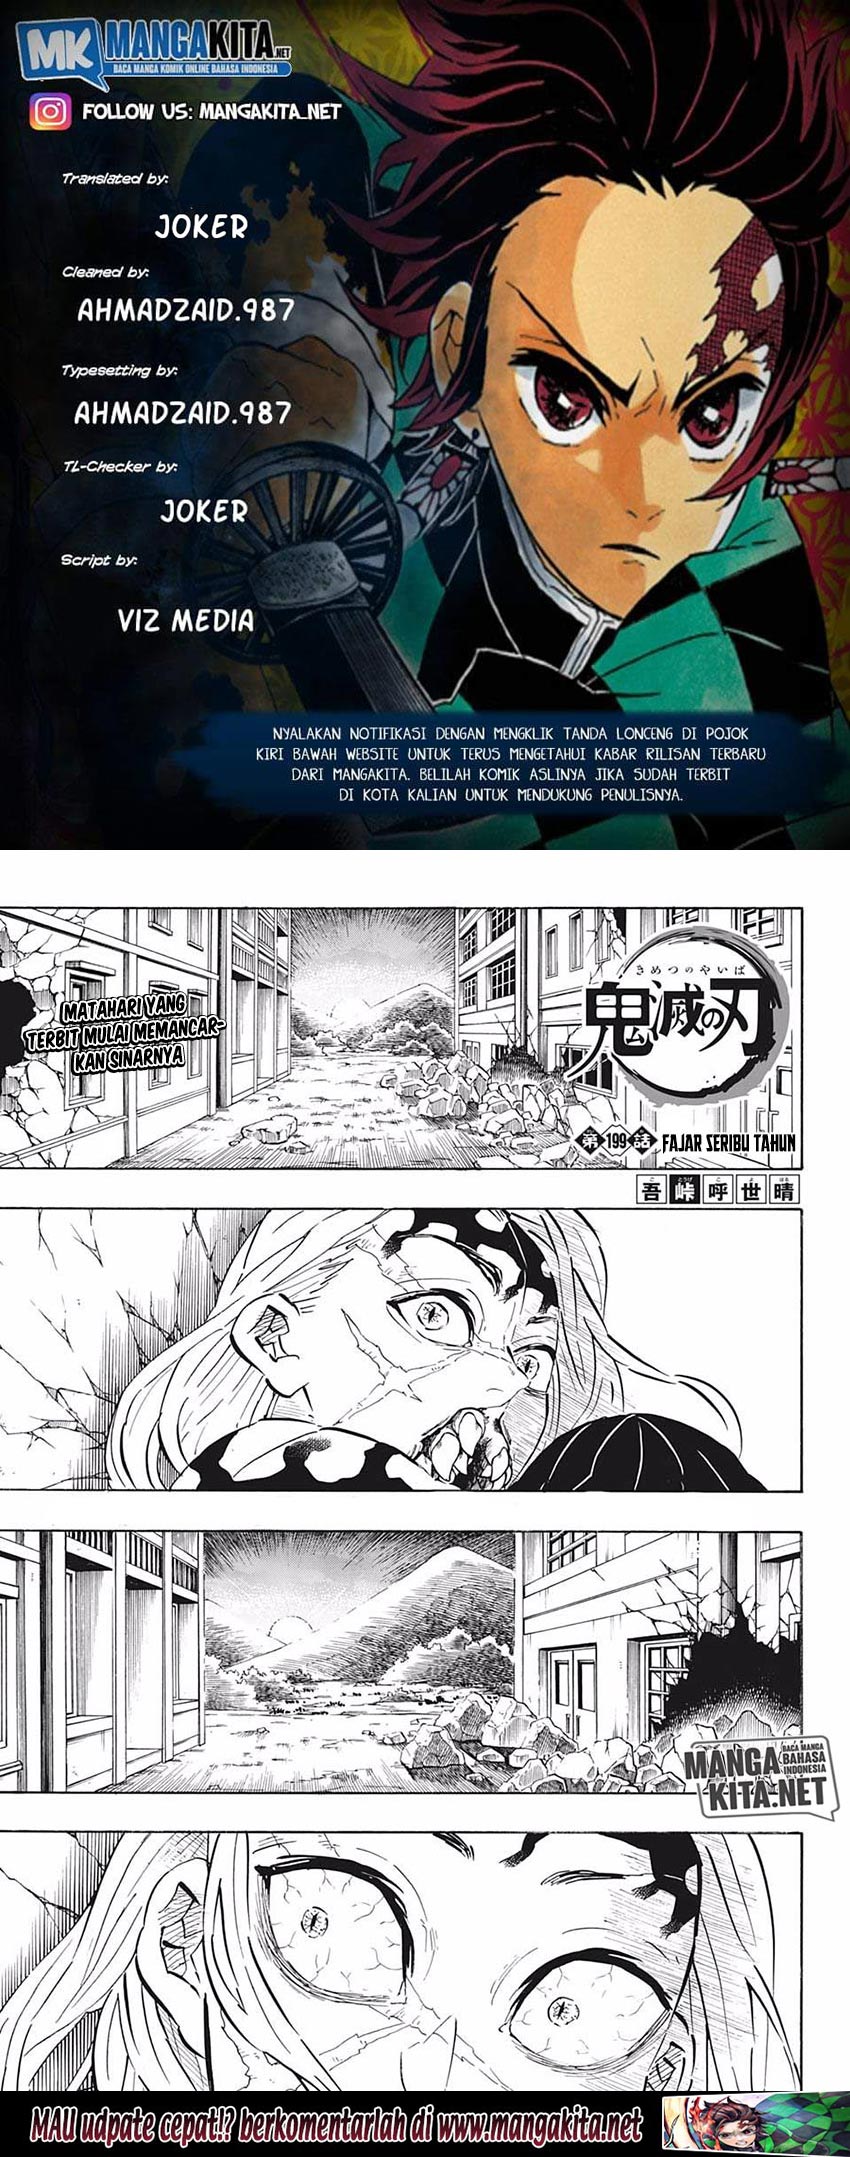 MK MANGAKITA.NET
BACA MANGA KOMIK ONLINE BAHASA INDONESIA
FOLLOW US: MANGAKITA_NET
Translated by:
JOKER
Cleaned by:
AHMADZAID.987
Typesetting by:
AHMADZAID.987
TL-Checker by:
JOKER
Script by:
VIZ MEDIA
NYALAKAN NOTIFIKASI DENGAN MENGKLIK TANDA LONCENG DI POJOK
KIRI BAWAH WEBSITE UNTUK TERUS MENGETAHUI KABAR RILISAN TERBARU
DARI MANGAKITA. BELILAH KOMIK ASLINYA JIKA SUDAH TERBIT
DI KOTA KALIAN UNTUK MENDUKUNG PENULISNYA.
きめつのやいば
鬼滅の刃
MATAHARI YANG
TERBIT MULAI MEMANCAR-
KAN SINARNYA
第199話 FAJAR SERIBU TAHUN
吾峠呼世晴
MANGA
KITA.NET
BACA MANGA
BAHASA
INDONESIA
MAU udpate cepat!? berkomentarlah di www.mangakita.net